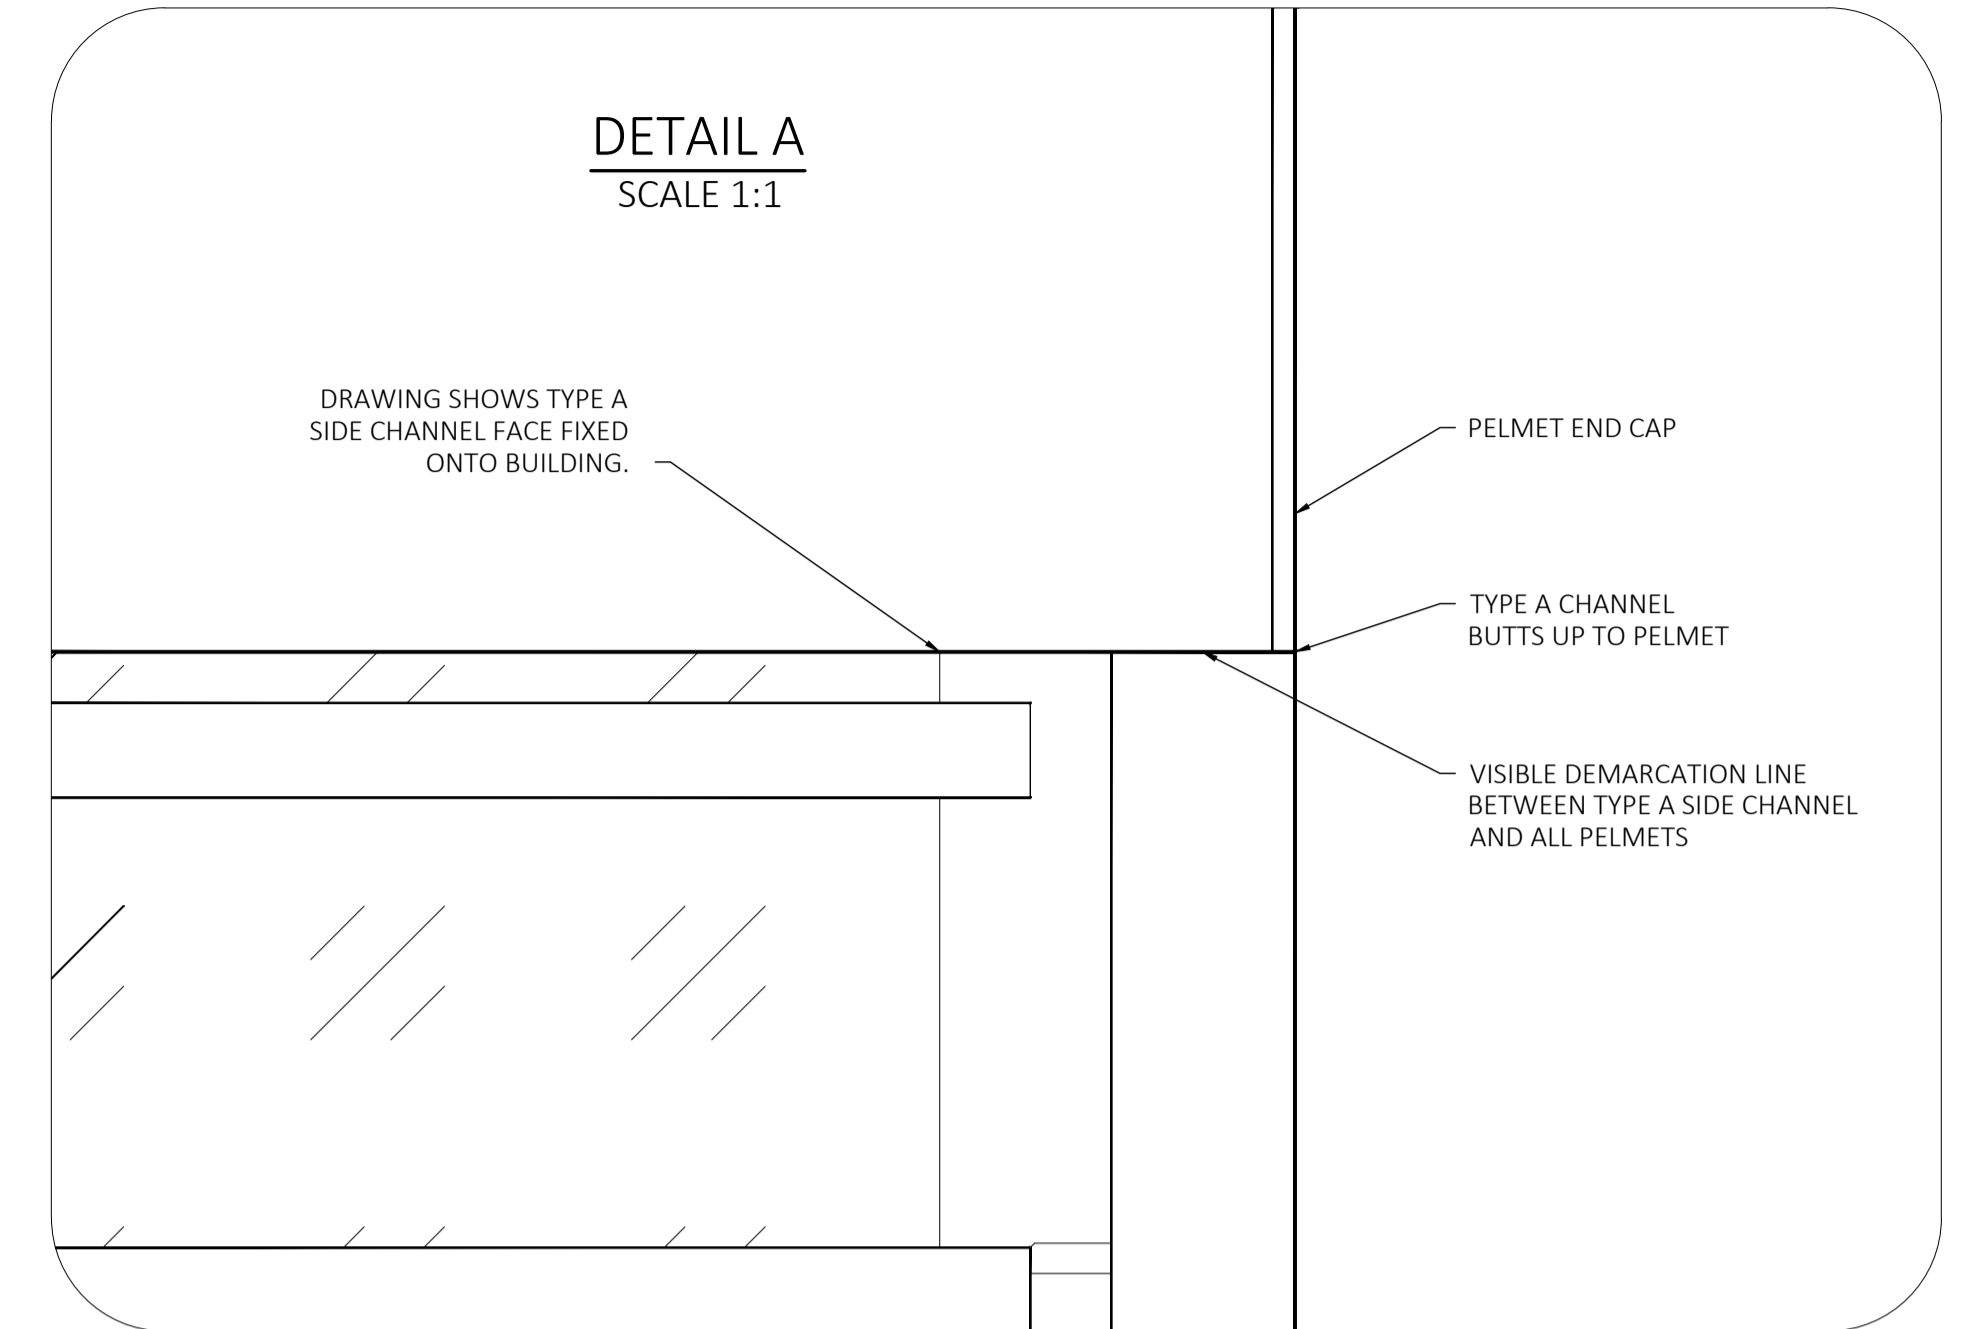 DETAIL A
SCALE 1:1
DRAWING SHOWS TYPE A
SIDE CHANNEL FACE FIXED
ONTO BUILDING.
PELMET END CAP
TYPE A CHANNEL
BUTTS UP TO PELMET
VISIBLE DEMARCATION LINE
BETWEEN TYPE A SIDE CHANNEL
AND ALL PELMETS